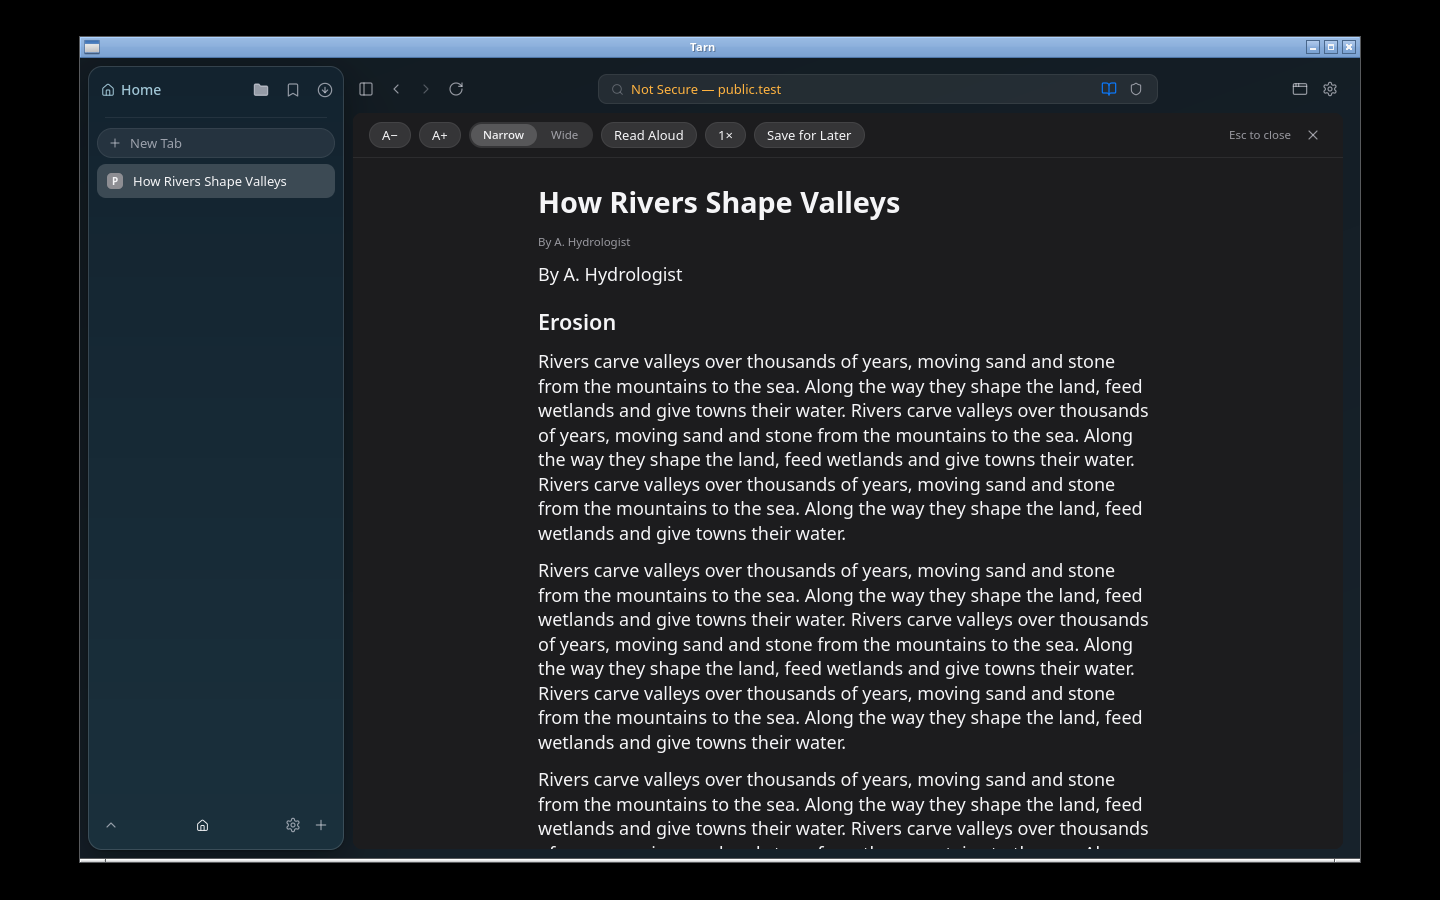 Tarn
Home
Not Secure — public.test
New Tab
P How Rivers Shape Valleys
A− A+ Narrow Wide Read Aloud 1× Save for Later Esc to close
How Rivers Shape Valleys
By A. Hydrologist
By A. Hydrologist
Erosion
Rivers carve valleys over thousands of years, moving sand and stone
from the mountains to the sea. Along the way they shape the land, feed
wetlands and give towns their water. Rivers carve valleys over thousands
of years, moving sand and stone from the mountains to the sea. Along
the way they shape the land, feed wetlands and give towns their water.
Rivers carve valleys over thousands of years, moving sand and stone
from the mountains to the sea. Along the way they shape the land, feed
wetlands and give towns their water.
Rivers carve valleys over thousands of years, moving sand and stone
from the mountains to the sea. Along the way they shape the land, feed
wetlands and give towns their water. Rivers carve valleys over thousands
of years, moving sand and stone from the mountains to the sea. Along
the way they shape the land, feed wetlands and give towns their water.
Rivers carve valleys over thousands of years, moving sand and stone
from the mountains to the sea. Along the way they shape the land, feed
wetlands and give towns their water.
Rivers carve valleys over thousands of years, moving sand and stone
from the mountains to the sea. Along the way they shape the land, feed
wetlands and give towns their water. Rivers carve valleys over thousands